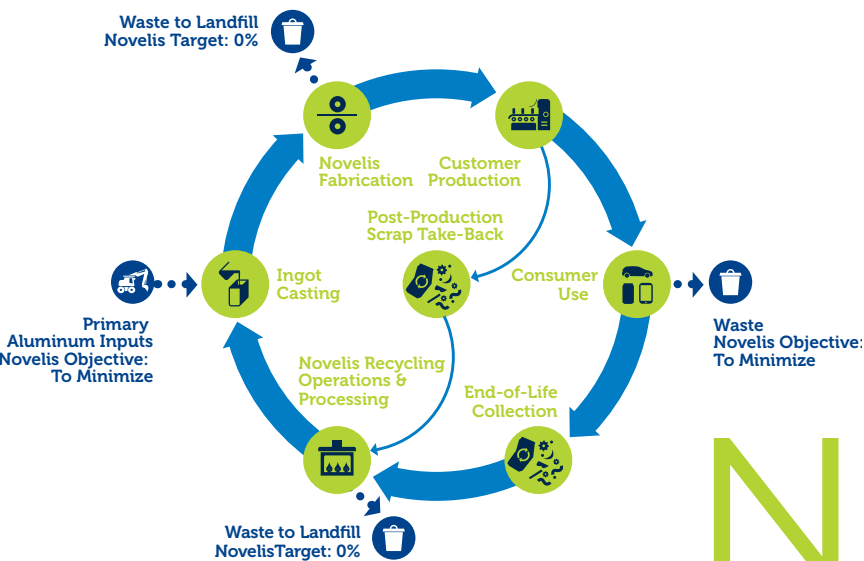 Waste to Landfill
Novelis Target: 0%
Novelis
Fabrication
Customer
Production
Post-Production
Scrap Take-Back
Ingot
Casting
Consumer
Use
Primary
Aluminum Inputs
Novelis Objective:
To Minimize
Waste
Novelis Objective:
To Minimize
Novelis Recycling
Operations &
Processing
End-of-Life
Collection
Waste to Landfill
NovelisTarget: 0%
N